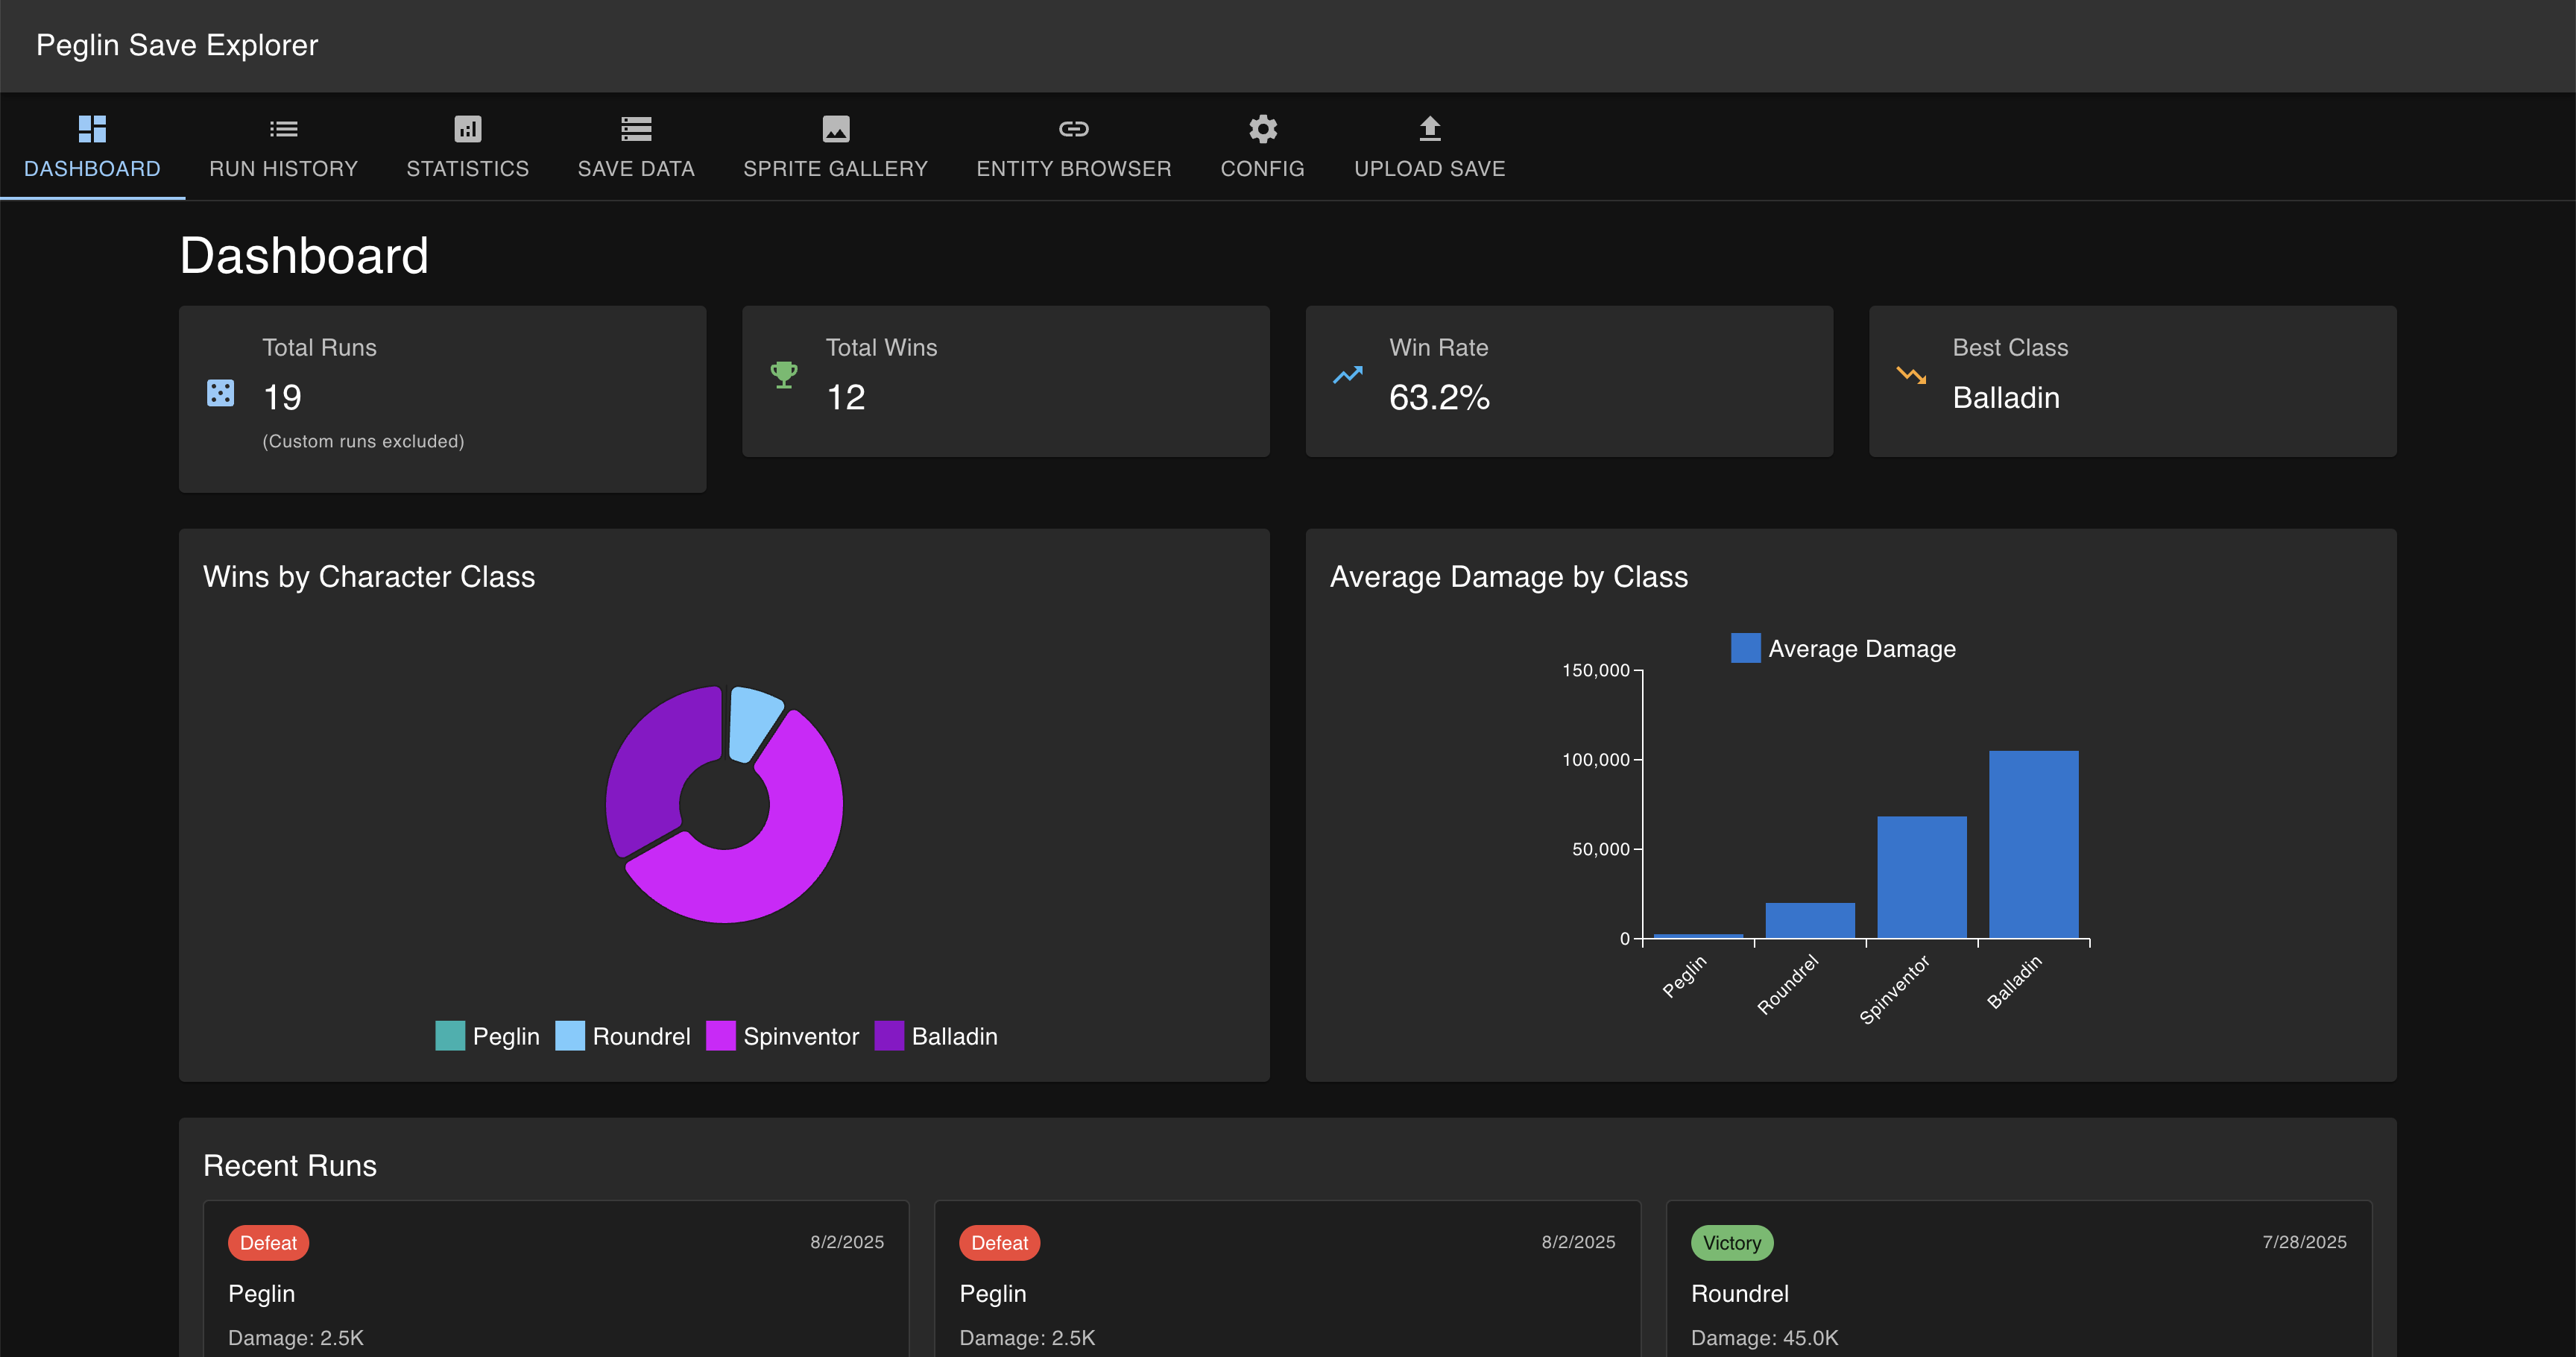 Peglin Save Explorer
DASHBOARD
RUN HISTORY
STATISTICS
SAVE DATA
SPRITE GALLERY
ENTITY BROWSER
CONFIG
UPLOAD SAVE
Dashboard
Total Runs
19
(Custom runs excluded)
Total Wins
12
Win Rate
63.2%
Best Class
Balladin
Wins by Character Class
Peglin
Roundrel
Spinventor
Balladin
Average Damage by Class
Average Damage
150,000
100,000
50,000
0
Peglin
Roundrel
Spinventor
Balladin
Recent Runs
Defeat
8/2/2025
Peglin
Damage: 2.5K
Defeat
8/2/2025
Peglin
Damage: 2.5K
Victory
7/28/2025
Roundrel
Damage: 45.0K